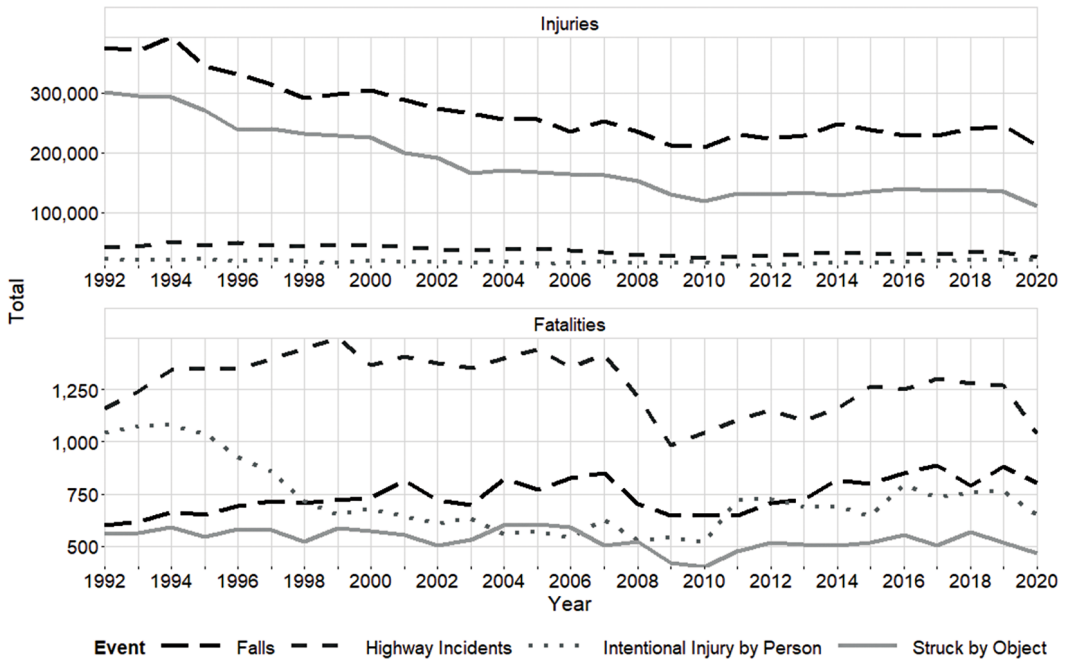 Injuries
300,000
200,000
100,000
1992 1994 1996 1998 2000 2002 2004 2006 2008 2010 2012 2014 2016 2018 2020
Total
Fatalities
1,250
1,000
750
500
1992 1994 1996 1998 2000 2002 2004 2006 2008 2010 2012 2014 2016 2018 2020
Year
Event Falls Highway Incidents Intentional Injury by Person Struck by Object